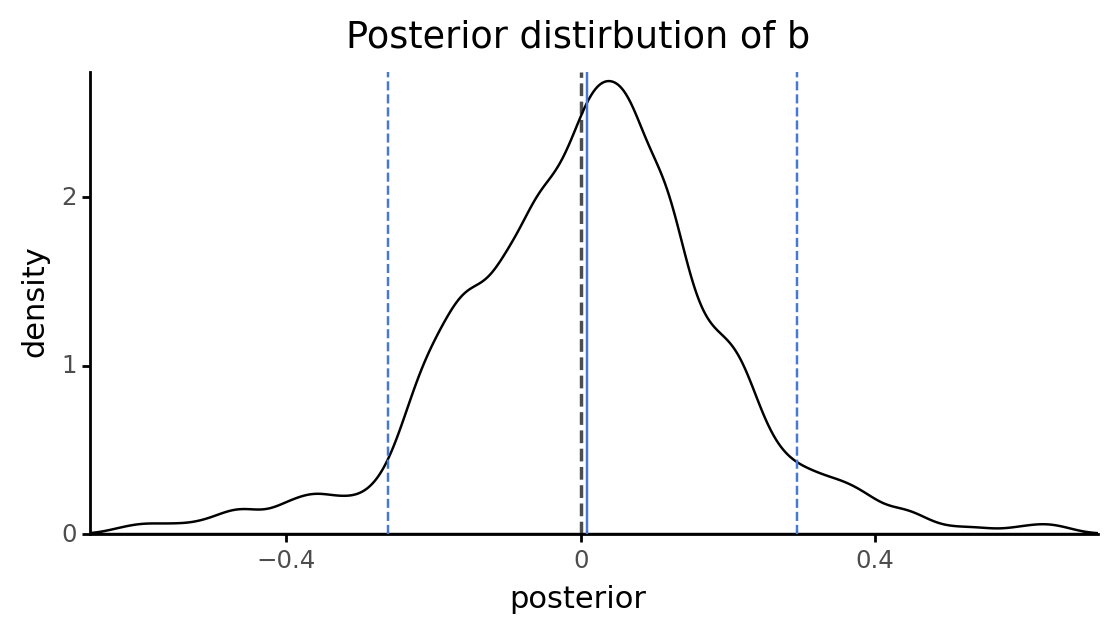 Posterior distirbution of b
density
2
1
0
−0.4
0
0.4
posterior